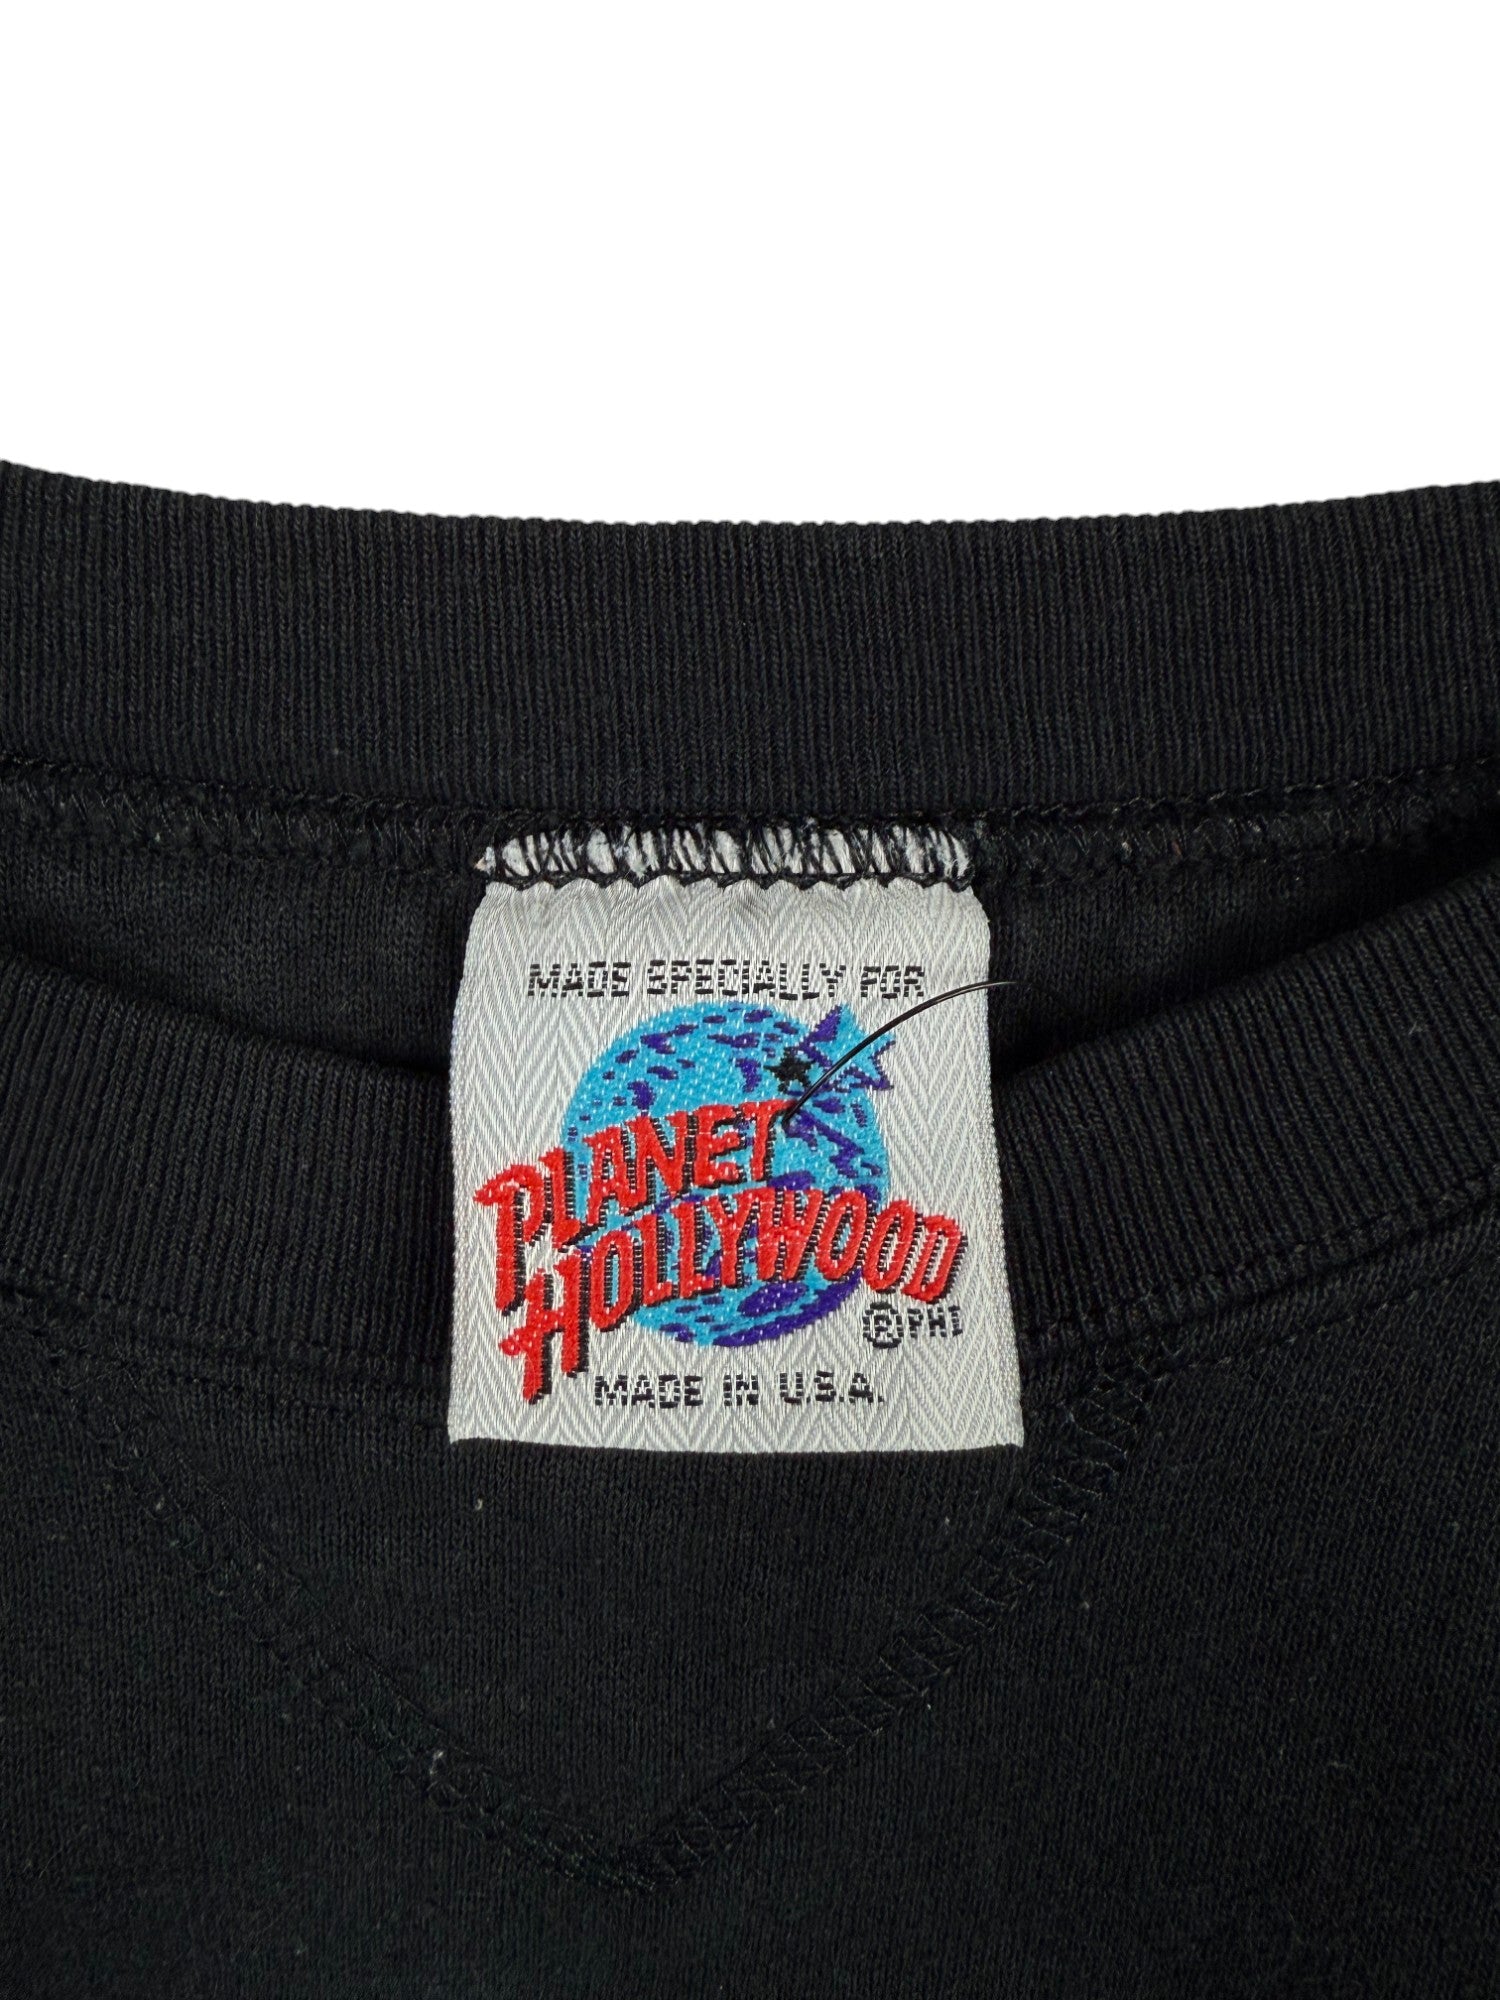 MADE SPECIALLY FOR
PLANET
HOLLYWOOD
® PHI
MADE IN U.S.A.